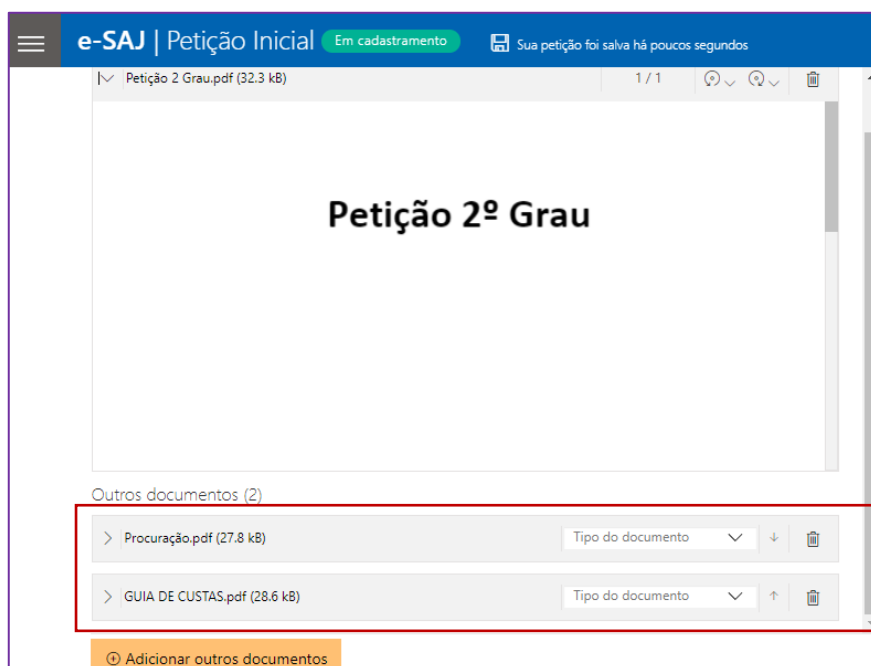 e-SAJ | Petição Inicial Em cadastramento Sua petição foi salva há poucos segundos
Petição 2 Grau.pdf (32.3 kB) 1 / 1
Petição 2º Grau
Outros documentos (2)
Procuração.pdf (27.8 kB) Tipo do documento
GUIA DE CUSTAS.pdf (28.6 kB) Tipo do documento
Adicionar outros documentos